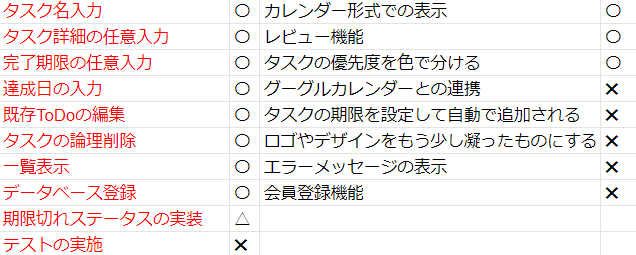 タスク名入力 〇 カレンダー形式での表示 〇
タスク詳細の任意入力 〇 レビュー機能 〇
完了期限の任意入力 〇 タスクの優先度を色で分ける 〇
達成日の入力 〇 グーグルカレンダーとの連携 ×
既存ToDoの編集 〇 タスクの期限を設定して自動で追加される ×
タスクの論理削除 〇 ロゴやデザインをもう少し凝ったものにする ×
一覧表示 〇 エラーメッセージの表示 ×
データベース登録 〇 会員登録機能 ×
期限切れステータスの実装 △
テストの実施 ×